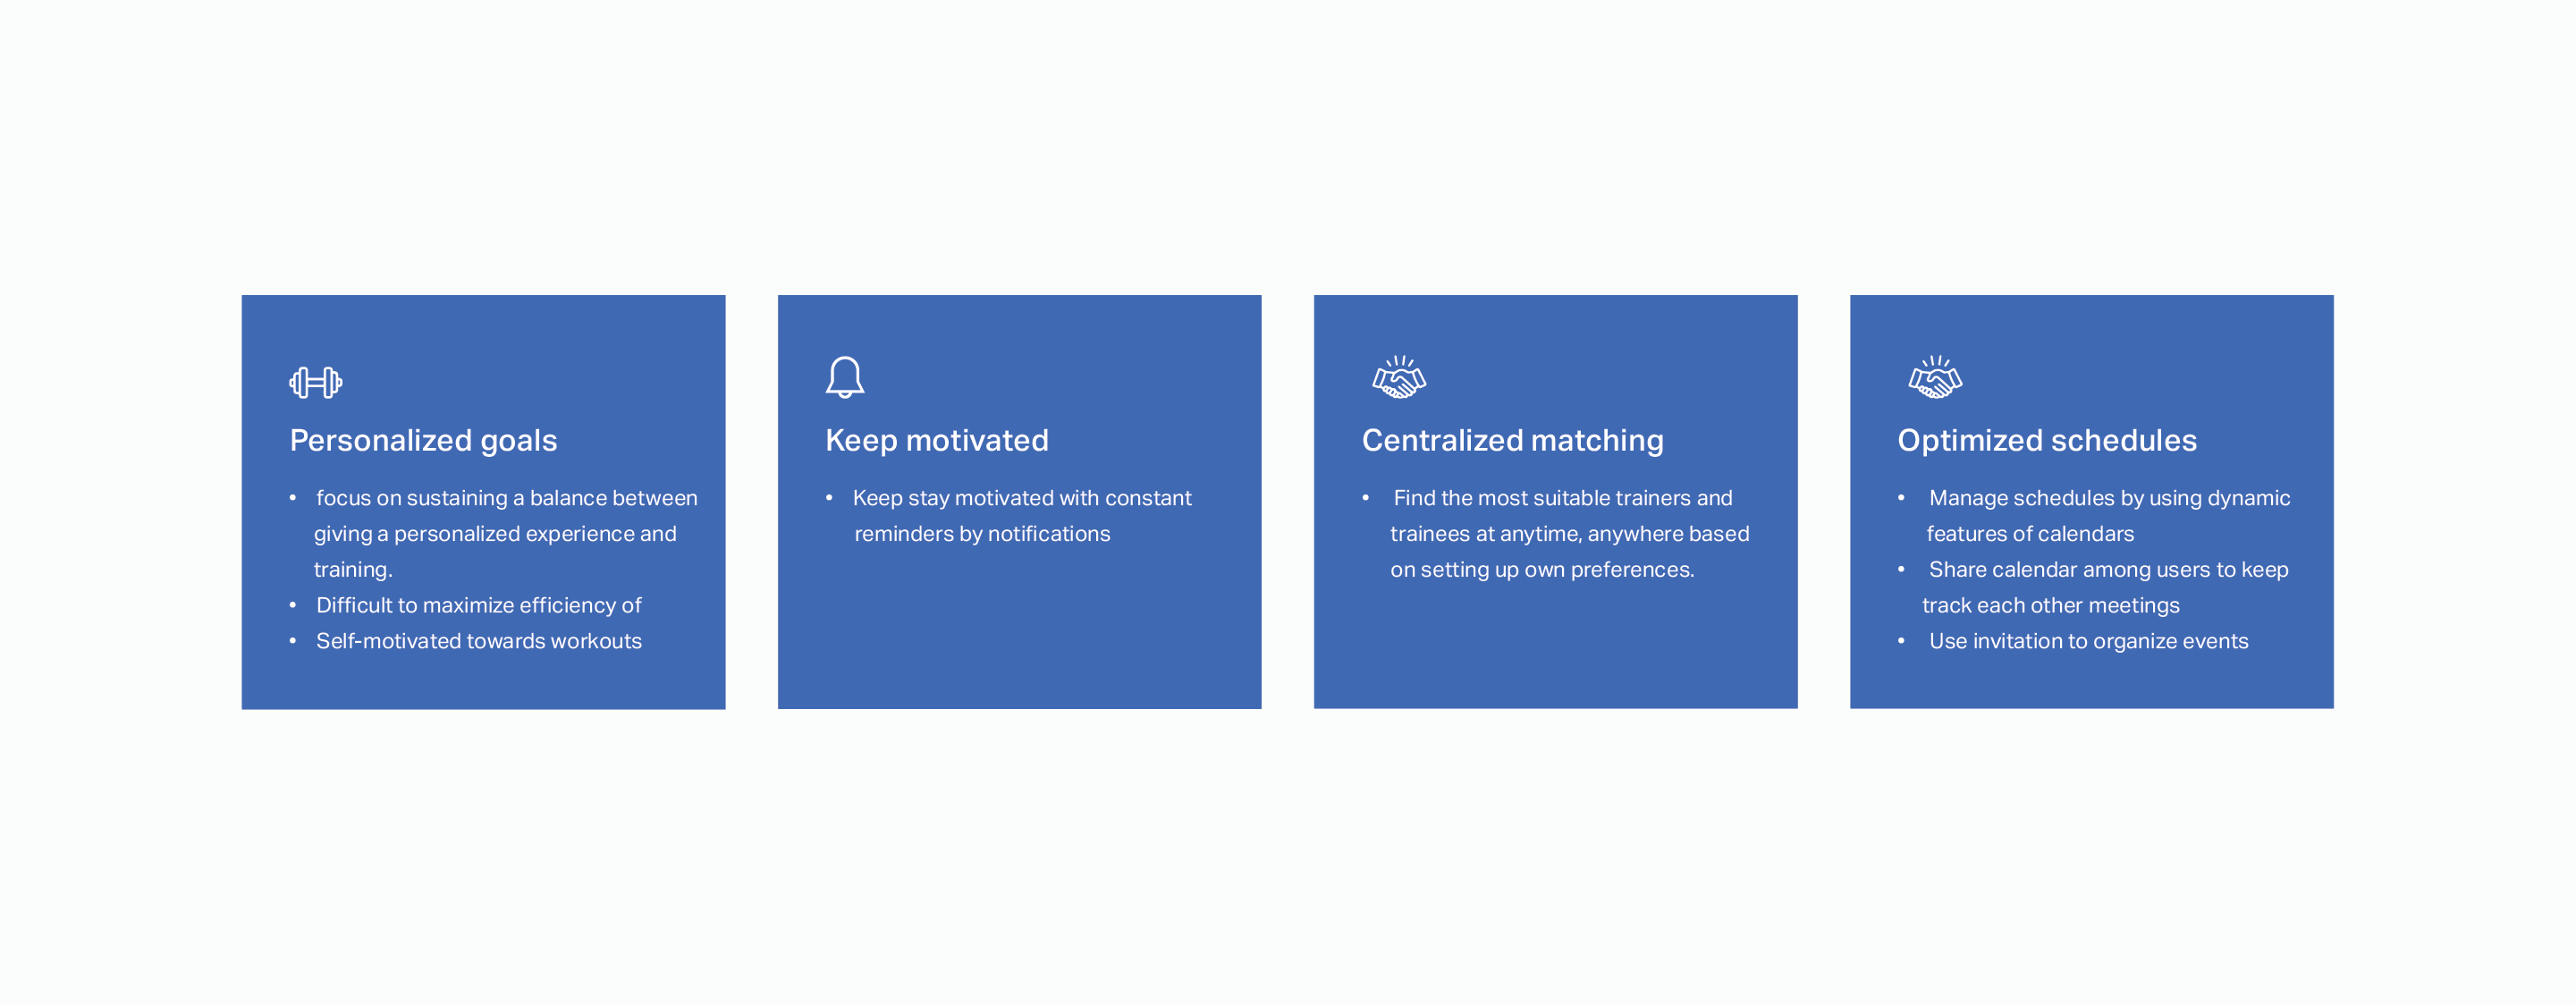 Personalized goals
• focus on sustaining a balance between
giving a personalized experience and
training.
• Difficult to maximize efficiency of
• Self-motivated towards workouts
Keep motivated
• Keep stay motivated with constant
reminders by notifications
Centralized matching
• Find the most suitable trainers and
trainees at anytime, anywhere based
on setting up own preferences.
Optimized schedules
• Manage schedules by using dynamic
features of calendars
• Share calendar among users to keep
track each other meetings
• Use invitation to organize events